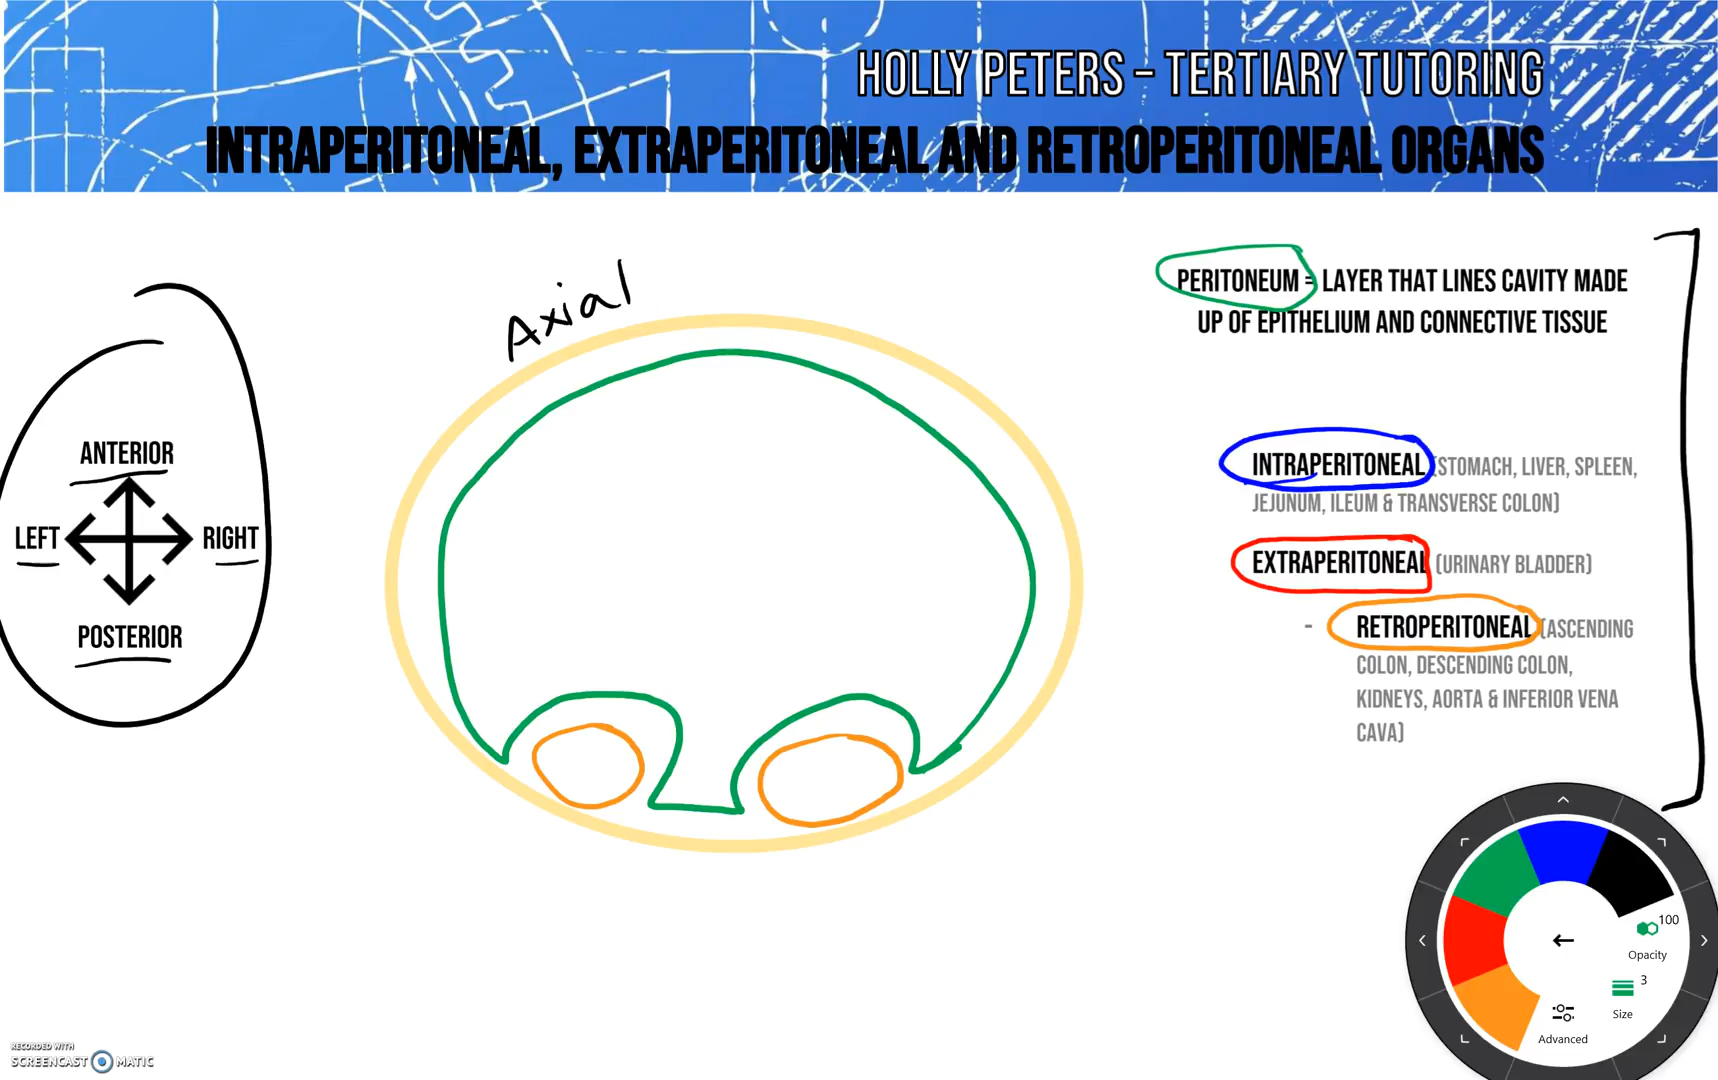 HOLLY PETERS – TERTIARY TUTORING
INTRAPERITONEAL, EXTRAPERITONEAL AND RETROPERITONEAL ORGANS
Axial
PERITONEUM = LAYER THAT LINES CAVITY MADE
UP OF EPITHELIUM AND CONNECTIVE TISSUE
ANTERIOR
LEFT
RIGHT
POSTERIOR
INTRAPERITONEAL (STOMACH, LIVER, SPLEEN,
JEJUNUM, ILEUM & TRANSVERSE COLON)
EXTRAPERITONEAL (URINARY BLADDER)
- RETROPERITONEAL (ASCENDING
COLON, DESCENDING COLON,
KIDNEYS, AORTA & INFERIOR VENA
CAVA)
100
Opacity
3
Size
Advanced
RECORDED WITH
SCREENCAST MATIC